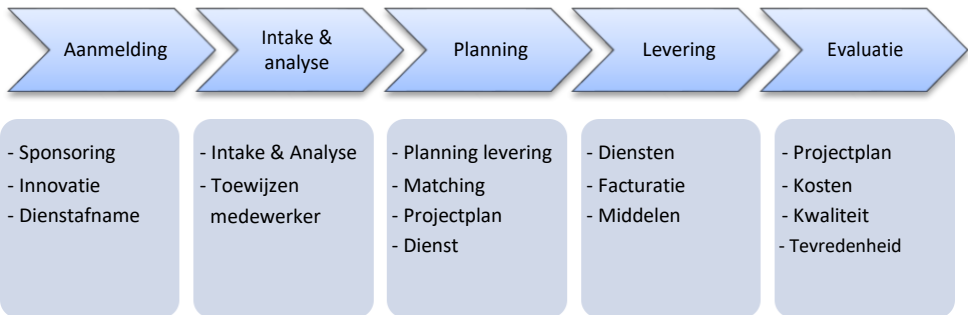 Aanmelding
Intake &
analyse
Planning
Levering
Evaluatie
- Sponsoring
- Innovatie
- Dienstafname
- Intake & Analyse
- Toewijzen
medewerker
- Planning levering
- Matching
- Projectplan
- Dienst
- Diensten
- Facturatie
- Middelen
- Projectplan
- Kosten
- Kwaliteit
- Tevredenheid